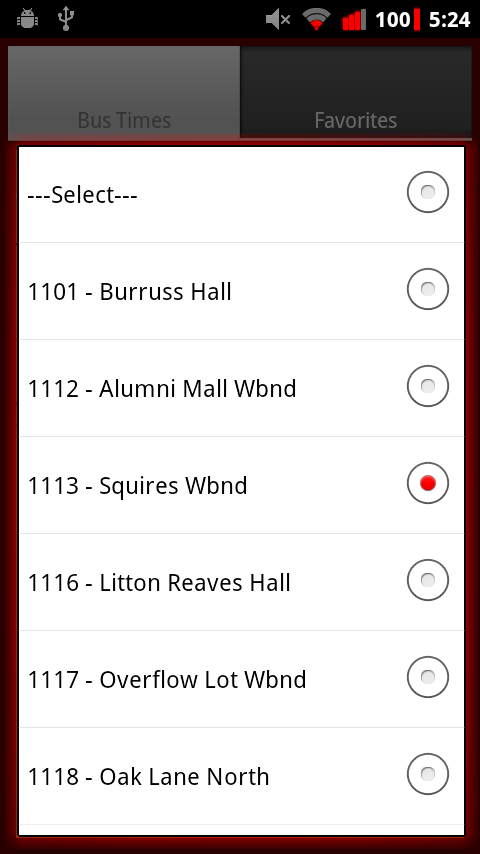 100 5:24
Bus Times Favorites
---Select---
1101 - Burruss Hall
1112 - Alumni Mall Wbnd
1113 - Squires Wbnd
1116 - Litton Reaves Hall
1117 - Overflow Lot Wbnd
1118 - Oak Lane North